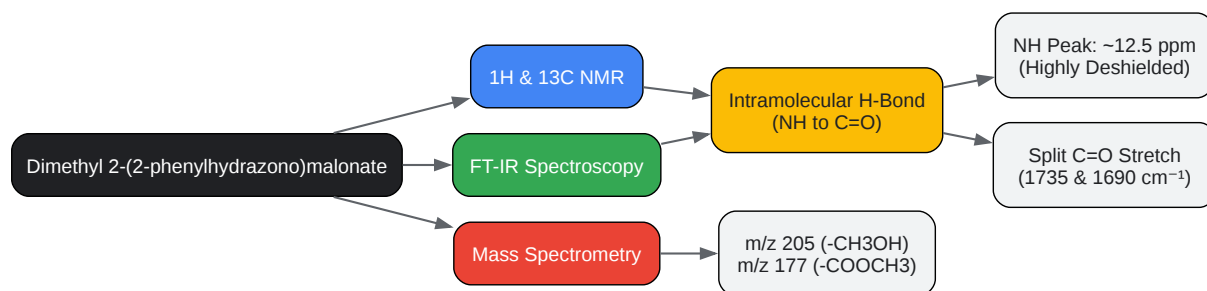 Dimethyl 2-(2-phenylhydrazono)malonate
1H & 13C NMR
FT-IR Spectroscopy
Mass Spectrometry
Intramolecular H-Bond
(NH to C=O)
m/z 205 (-CH3OH)
m/z 177 (-COOCH3)
NH Peak: ~12.5 ppm
(Highly Deshielded)
Split C=O Stretch
(1735 & 1690 cm⁻¹)